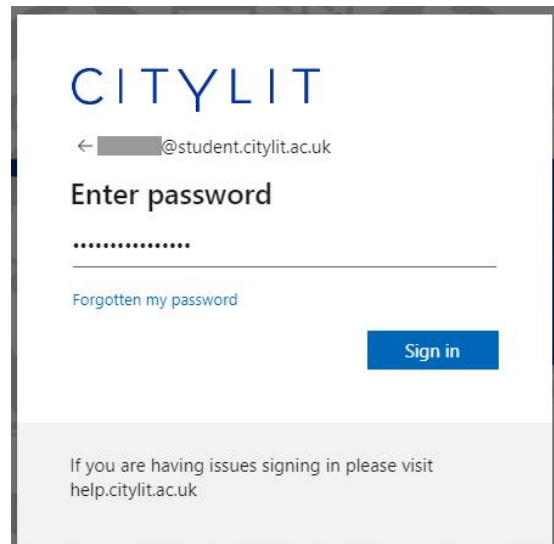 CITYLIT
← @student.citylit.ac.uk
Enter password
••••••••••••••••
Forgotten my password
Sign in
If you are having issues signing in please visit
help.citylit.ac.uk